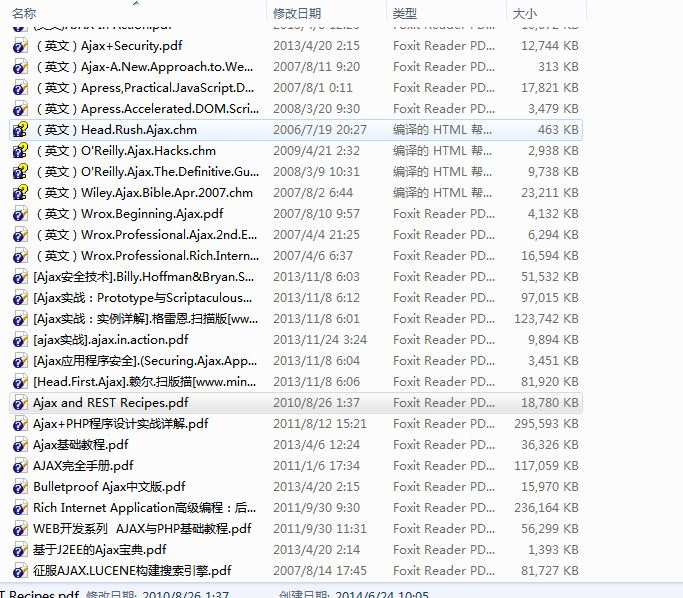 名称 修改日期 类型 大小
(英文) Ajax+Security.pdf 2013/4/20 2:15 Foxit Reader PD... 12,744 KB
(英文) Ajax-A.New.Approach.to.We... 2007/8/11 9:20 Foxit Reader PD... 313 KB
(英文) Apress,Practical.JavaScript.D... 2007/8/1 0:11 Foxit Reader PD... 17,821 KB
(英文) Apress.Accelerated.DOM.Scri... 2008/3/20 9:30 Foxit Reader PD... 3,479 KB
(英文) Head.Rush.Ajax.chm 2006/7/19 20:27 编译的 HTML 帮... 463 KB
(英文) O'Reilly.Ajax.Hacks.chm 2009/4/21 2:32 编译的 HTML 帮... 2,938 KB
(英文) O'Reilly.Ajax.The.Definitive.Gu... 2008/3/9 10:31 编译的 HTML 帮... 9,738 KB
(英文) Wiley.Ajax.Bible.Apr.2007.chm 2007/8/2 6:44 编译的 HTML 帮... 23,211 KB
(英文) Wrox.Beginning.Ajax.pdf 2007/8/10 9:57 Foxit Reader PD... 4,132 KB
(英文) Wrox.Professional.Ajax.2nd.E... 2007/4/4 21:25 Foxit Reader PD... 6,294 KB
(英文) Wrox.Professional.Rich.Intern... 2007/4/6 6:37 Foxit Reader PD... 16,594 KB
[Ajax安全技术].Billy.Hoffman&Bryan.S... 2013/11/8 6:03 Foxit Reader PD... 51,532 KB
[Ajax实战：Prototype与Scriptaculous... 2013/11/8 6:12 Foxit Reader PD... 97,015 KB
[Ajax实战：实例详解].格雷恩.扫描版[ww... 2013/11/8 6:01 Foxit Reader PD... 123,742 KB
[ajax实战].ajax.in.action.pdf 2013/11/24 3:24 Foxit Reader PD... 9,894 KB
[Ajax应用程序安全].(Securing.Ajax.App... 2013/11/8 6:04 Foxit Reader PD... 3,451 KB
[Head.First.Ajax].赖尔.扫版描[www.min... 2013/11/8 6:06 Foxit Reader PD... 81,920 KB
Ajax and REST Recipes.pdf 2010/8/26 1:37 Foxit Reader PD... 18,780 KB
Ajax+PHP程序设计实战详解.pdf 2011/8/12 15:21 Foxit Reader PD... 295,593 KB
Ajax基础教程.pdf 2013/4/6 12:24 Foxit Reader PD... 36,326 KB
AJAX完全手册.pdf 2011/1/6 17:34 Foxit Reader PD... 117,059 KB
Bulletproof Ajax中文版.pdf 2013/4/20 2:15 Foxit Reader PD... 15,970 KB
Rich Internet Application高级编程：后... 2011/9/30 9:30 Foxit Reader PD... 236,164 KB
WEB开发系列 AJAX与PHP基础教程.pdf 2011/9/30 11:31 Foxit Reader PD... 56,299 KB
基于J2EE的Ajax宝典.pdf 2013/4/20 2:14 Foxit Reader PD... 1,393 KB
征服AJAX.LUCENE构建搜索引擎.pdf 2007/8/14 17:45 Foxit Reader PD... 81,727 KB
T Recipes.pdf 修改日期: 2010/8/26 1:37 创建日期: 2014/6/24 10:05